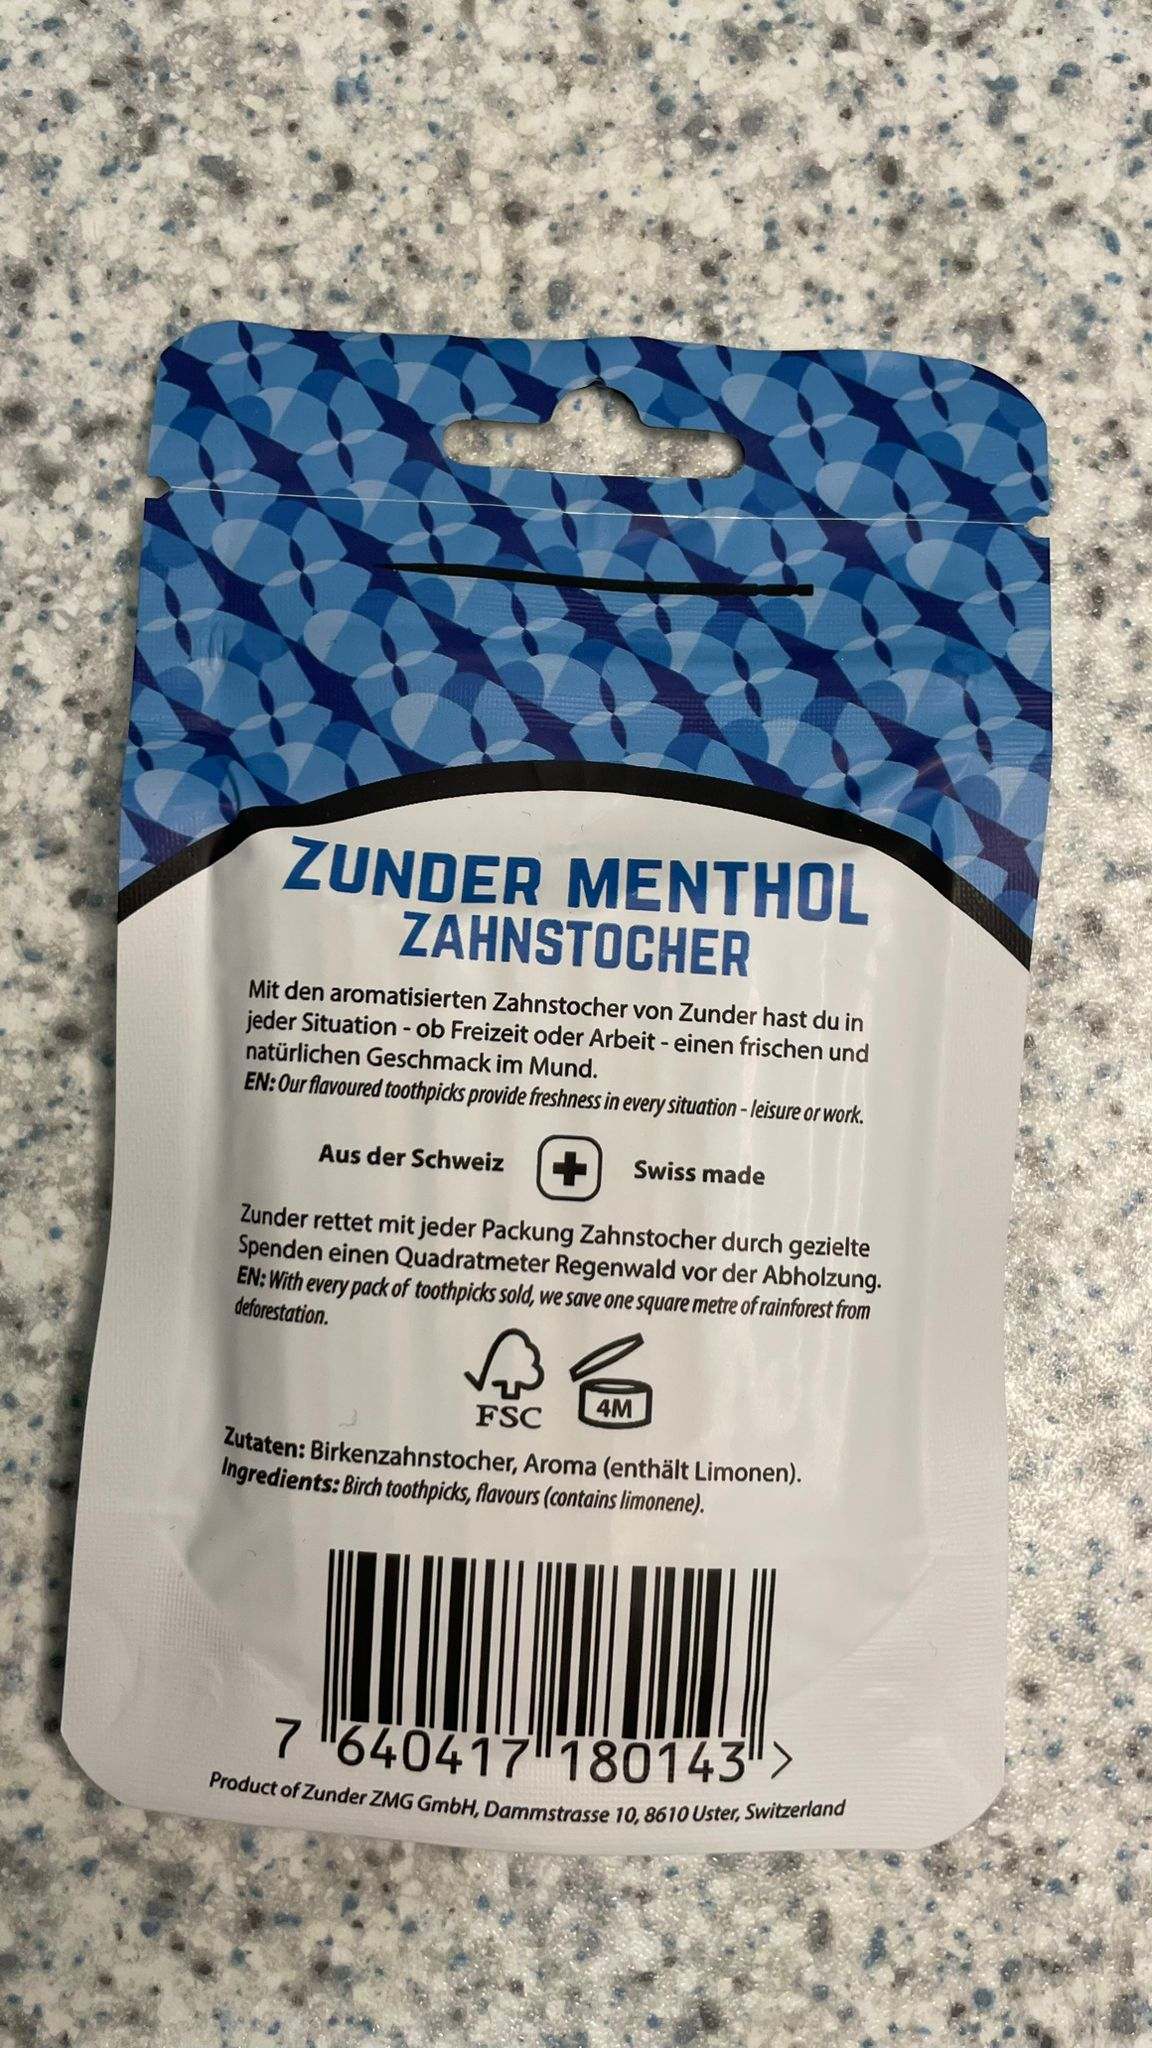 ZUNDER MENTHOL
ZAHNSTOCHER
Mit den aromatisierten Zahnstocher von Zunder hast du in
jeder Situation - ob Freizeit oder Arbeit - einen frischen und
natürlichen Geschmack im Mund.
EN: Our flavoured toothpicks provide freshness in every situation - leisure or work.
Aus der Schweiz Swiss made
Zunder rettet mit jeder Packung Zahnstocher durch gezielte
Spenden einen Quadratmeter Regenwald vor der Abholzung.
EN: With every pack of toothpicks sold, we save one square metre of rainforest from
deforestation.
FSC 4M
Zutaten: Birkenzahnstocher, Aroma (enthält Limonen).
Ingredients: Birch toothpicks, flavours (contains limonene).
7 640417 180143 >
Product of Zunder ZMG GmbH, Dammstrasse 10, 8610 Uster, Switzerland